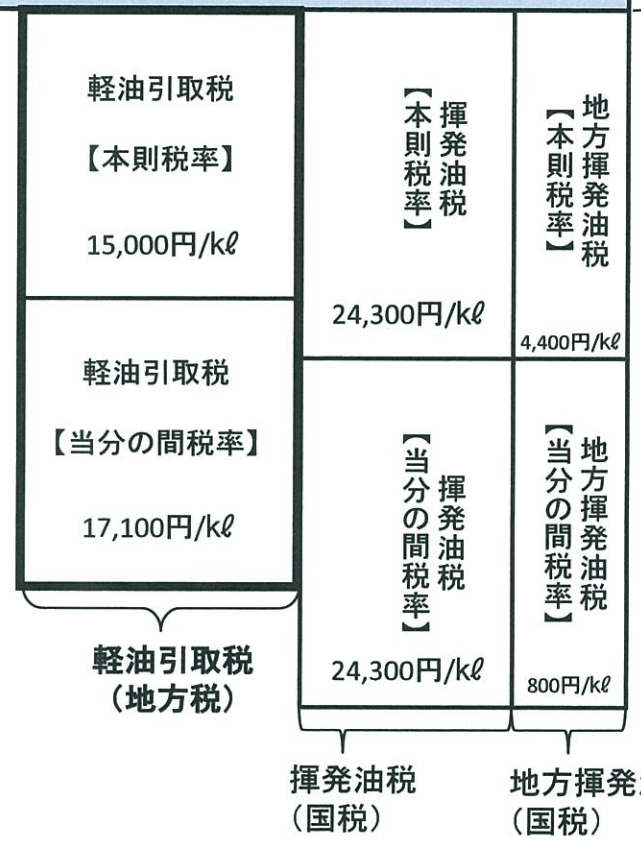 軽油引取税
【本則税率】
15,000円/kℓ
軽油引取税
【当分の間税率】
17,100円/kℓ
軽油引取税
（地方税）
揮発油税
【本則税率】
24,300円/kℓ
揮発油税
【当分の間税率】
24,300円/kℓ
揮発油税
（国税）
地方揮発油税
【本則税率】
4,400円/kℓ
地方揮発油税
【当分の間税率】
800円/kℓ
地方揮発
（国税）